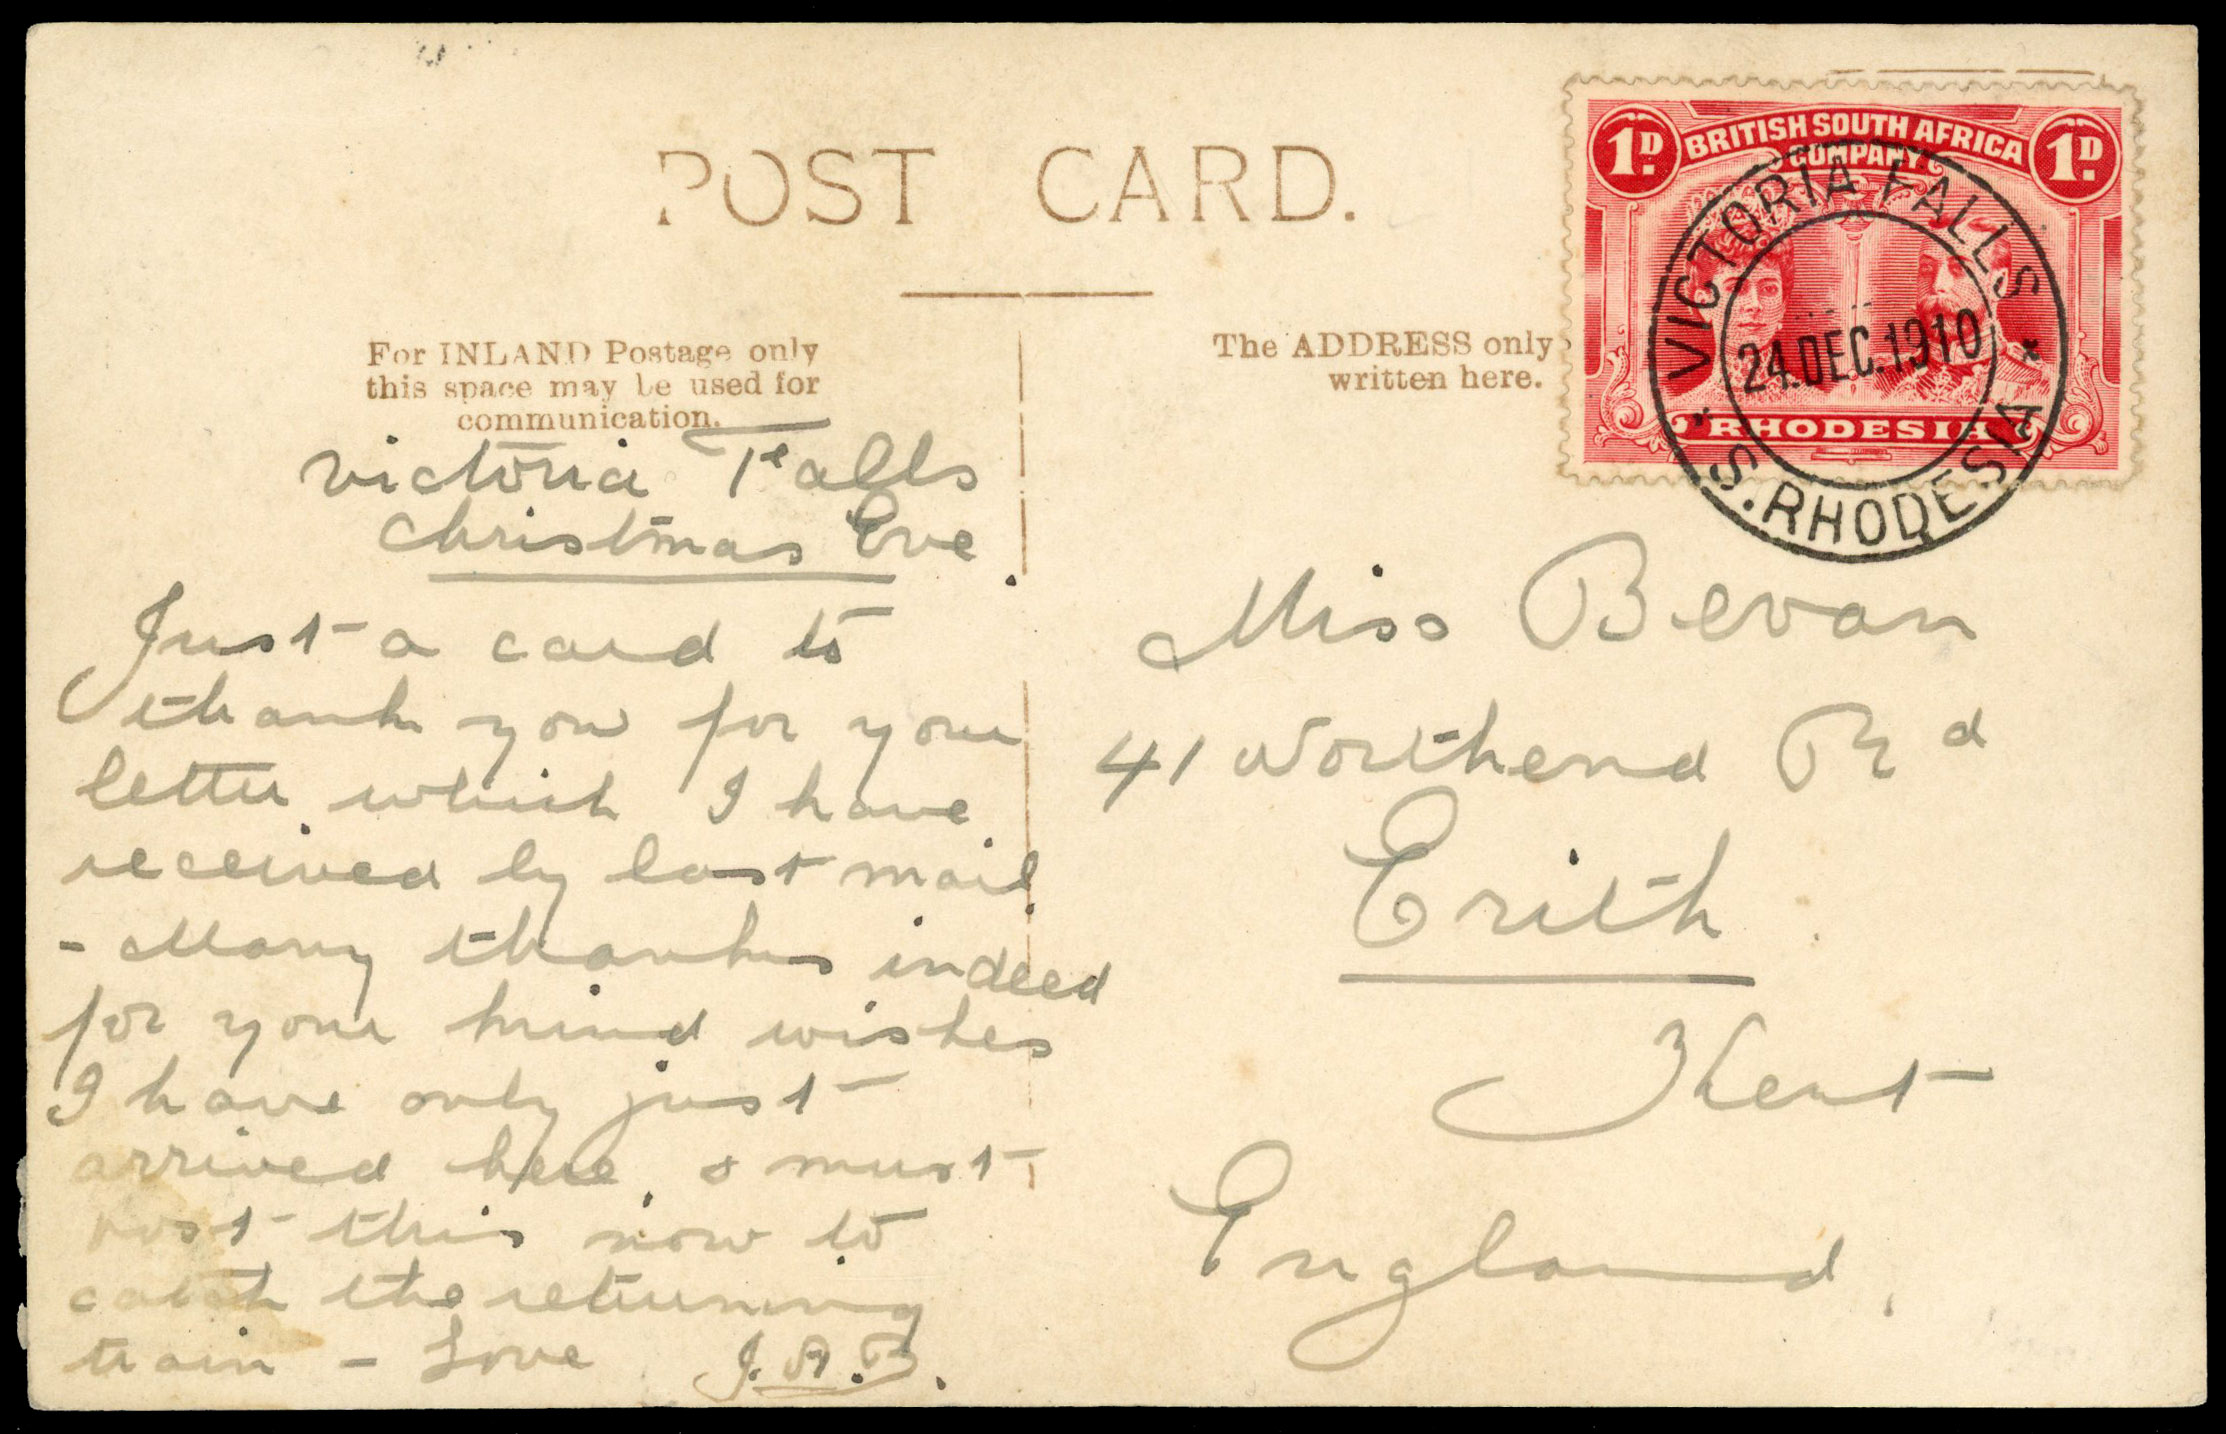 POST CARD.
For INLAND Postage only
this space may be used for
communication.
The ADDRESS only
written here.
1D.
BRITISH SOUTH AFRICA
COMPANY.
1D.
RHODESIA
VICTORIA FALLS
24.DEC.1910
S. RHODESIA
Victoria Falls
Christmas Eve.
Just a card to
thank you for your
letter which I have
received by last mail
- Many thanks indeed
for your kind wishes
I have only just
arrived here & must
post this now to
catch the returning
train - Love J.A.B.
Miss Bevan
41 Northend Rd
Erith
Kent
England